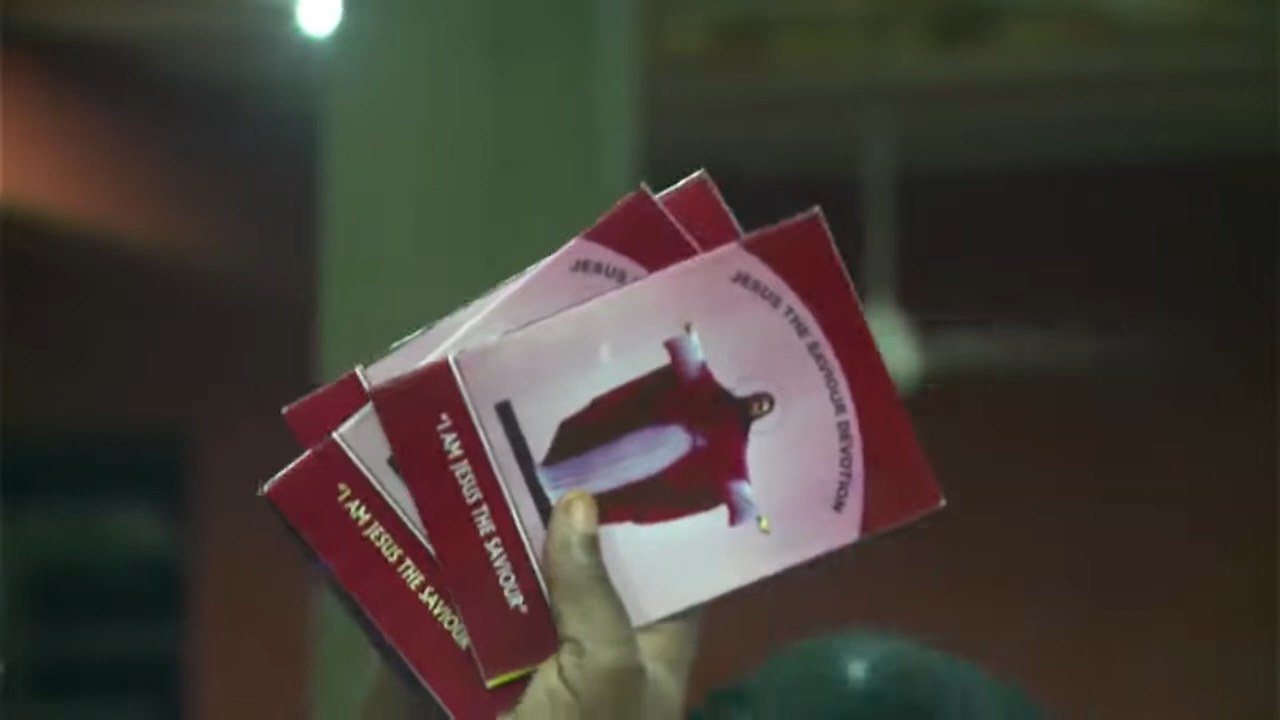 JESUS
JESUS THE SAVIOUR DEVOTION
"I AM JESUS THE SAVIOUR"
"I AM JESUS THE SAVIOUR